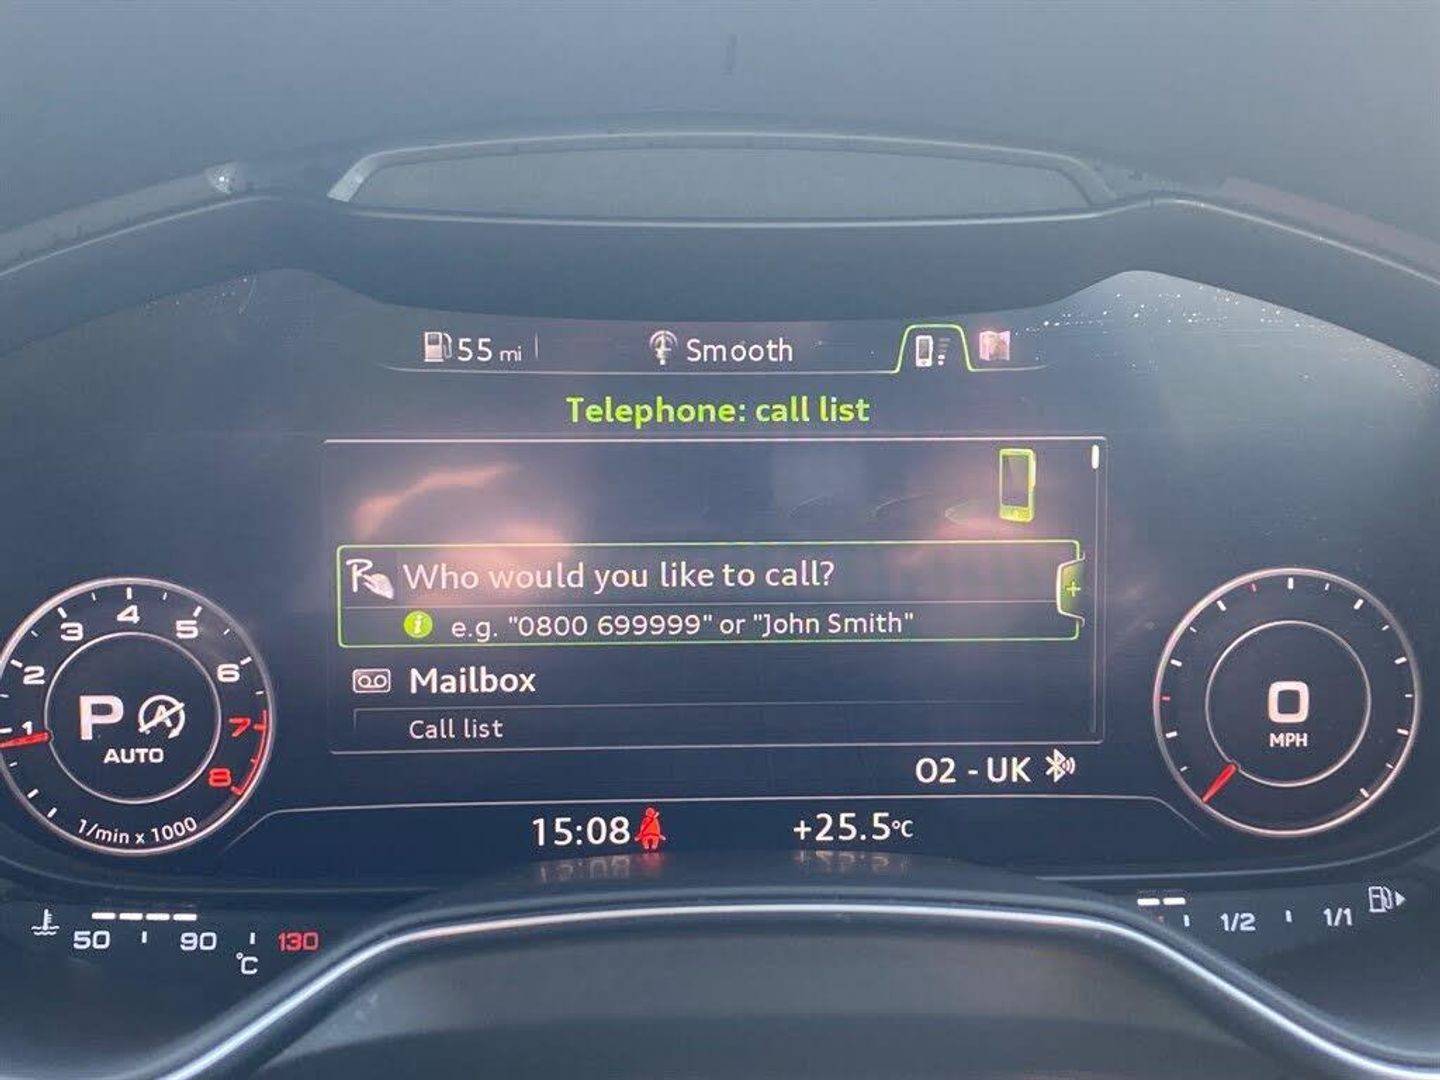 55 mi
Smooth
Telephone: call list
Who would you like to call?
i e.g. "0800 699999" or "John Smith"
Mailbox
Call list
O2 - UK
1 2 3 4 5 6 7 8
P A
AUTO
1/min x 1000
0
MPH
15:08 +25.5°C
50 90 130
°C
1/2 1/1